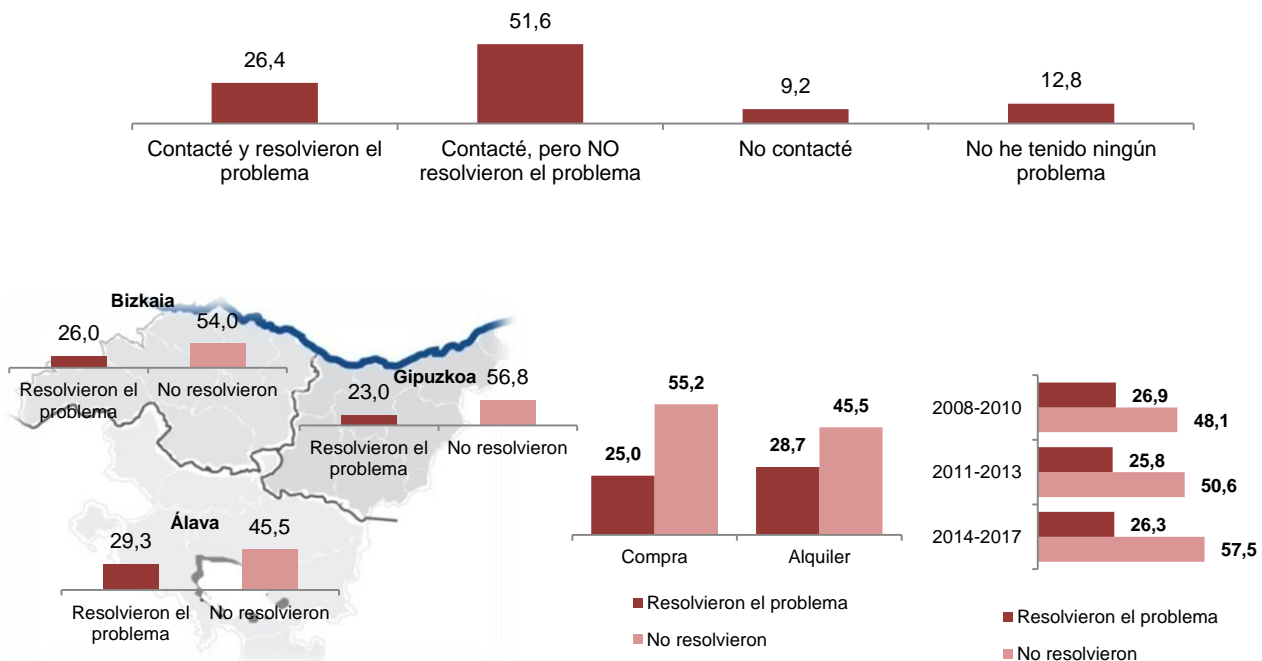 26,4
51,6
9,2
12,8
Contacté y resolvieron el
problema
Contacté, pero NO
resolvieron el problema
No contacté
No he tenido ningún
problema
Bizkaia
26,0
54,0
Resolvieron el
problema
No resolvieron
Gipuzkoa
23,0
56,8
Resolvieron el
problema
No resolvieron
Álava
29,3
45,5
Resolvieron el
problema
No resolvieron
25,0
55,2
28,7
45,5
Compra
Alquiler
Resolvieron el problema
No resolvieron
2008-2010
26,9
48,1
2011-2013
25,8
50,6
2014-2017
26,3
57,5
Resolvieron el problema
No resolvieron